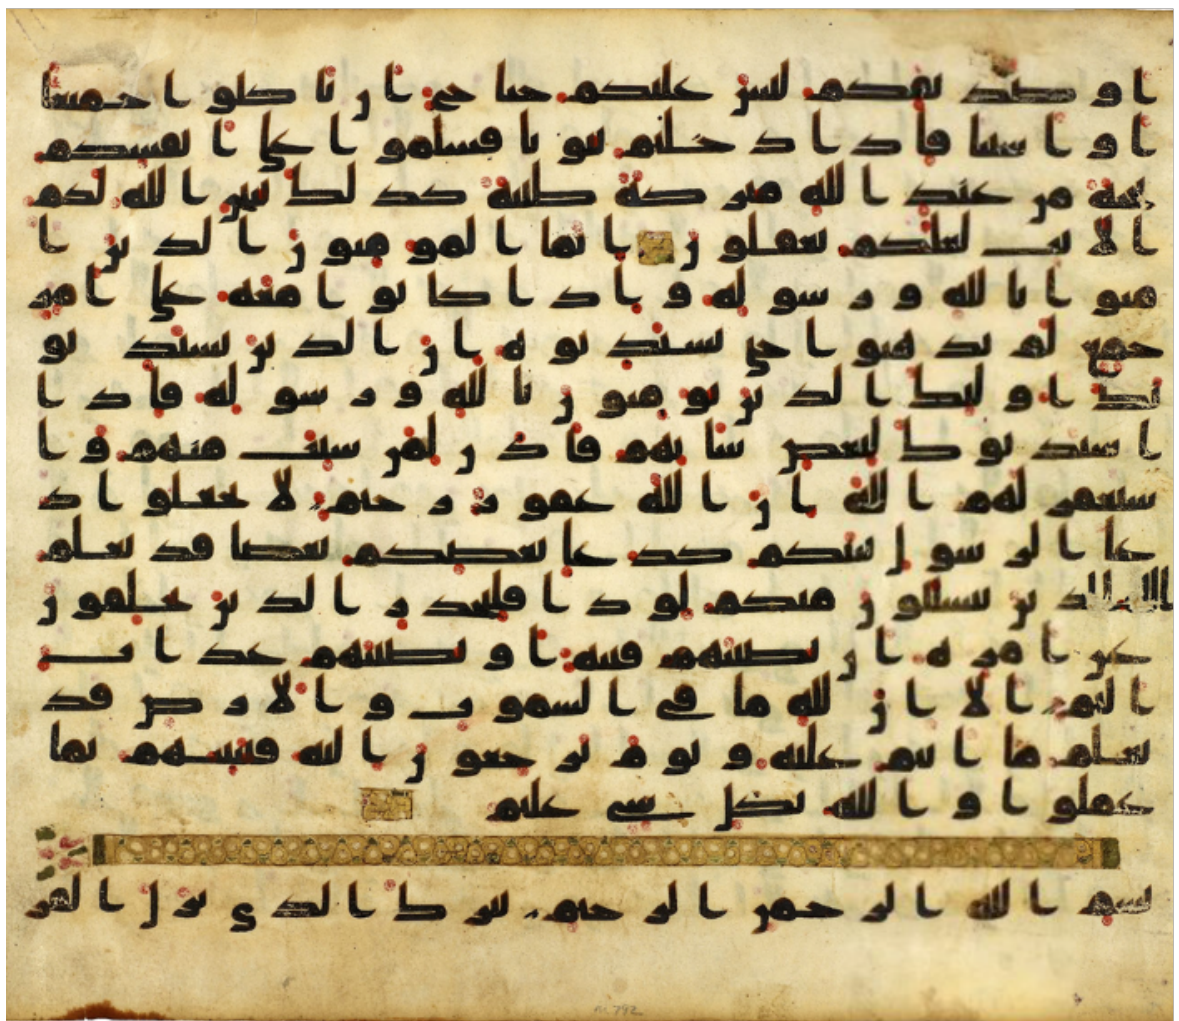 او صديقكم ليس عليكم جناح ان تاكلوا جميعا
او اشتاتا فاذا دخلتم بيوتا فسلموا على انفسكم
تحية من عند الله مبركة طيبة كذلك يبين الله لكم
الايت لعلكم تعقلون انما المومنون الذين ا
منوا بالله ورسوله واذا كانوا معه على امر
جمع لم يذهبوا حتى يستذنوه ان الذين يستذنو
نك اوليك الذين يومنون بالله ورسوله فاذا
استذنوك لبعض شانهم فاذن لمن شيت منهم وا
ستغفر لهم الله ان الله غفور رحيم لا تجعلوا د
عا الرسول بينكم كدعا بعضكم بعضا قد يعلم
الله الذين يتسللون منكم لواذا فليحذر الذين يخلفون
عن امره ان تصيبهم فتنة او يصيبهم عذاب
اليم الا ان لله ما في السموت والارض قد
يعلم ما انتم عليه ويوم يرجعون اليه فينبيهم بما
عملوا والله بكل شي عليم
بسم الله الرحمن الرحيم تبرك الذي نزل الفر